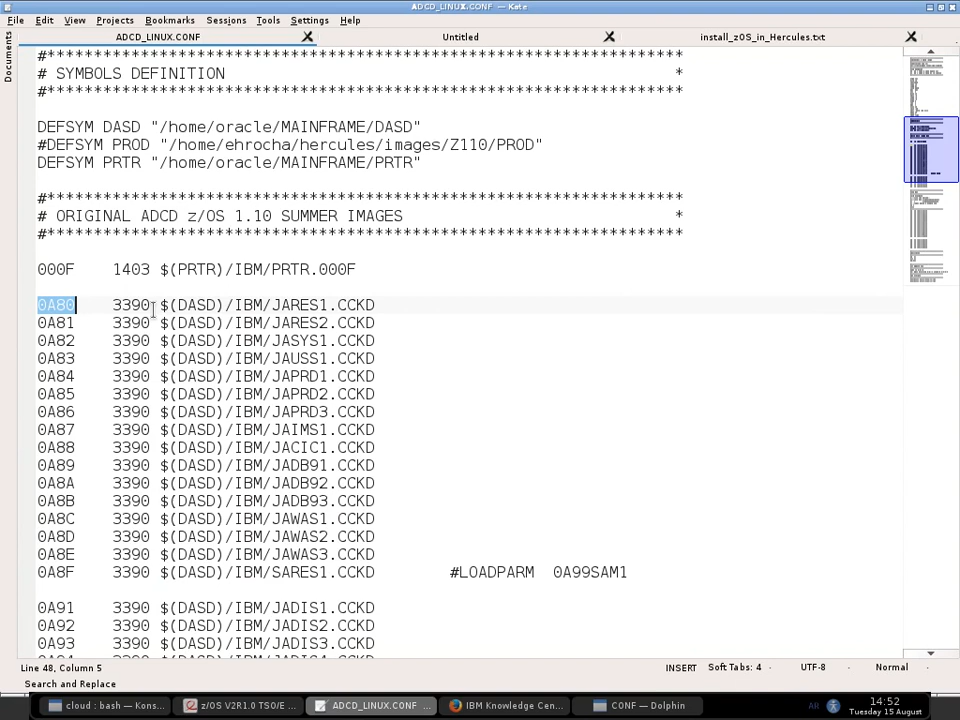 ADCD_LINUX.CONF — Kate
File Edit View Projects Bookmarks Sessions Tools Settings Help
ADCD_LINUX.CONF Untitled install_zOS_in_Hercules.txt
Documents
#*********************************************************************
# SYMBOLS DEFINITION *
#*********************************************************************
DEFSYM DASD "/home/oracle/MAINFRAME/DASD"
#DEFSYM PROD "/home/ehrocha/hercules/images/Z110/PROD"
DEFSYM PRTR "/home/oracle/MAINFRAME/PRTR"
#*********************************************************************
# ORIGINAL ADCD z/OS 1.10 SUMMER IMAGES *
#*********************************************************************
000F 1403 $(PRTR)/IBM/PRTR.000F
0A80 3390 $(DASD)/IBM/JARES1.CCKD
0A81 3390 $(DASD)/IBM/JARES2.CCKD
0A82 3390 $(DASD)/IBM/JASYS1.CCKD
0A83 3390 $(DASD)/IBM/JAUSS1.CCKD
0A84 3390 $(DASD)/IBM/JAPRD1.CCKD
0A85 3390 $(DASD)/IBM/JAPRD2.CCKD
0A86 3390 $(DASD)/IBM/JAPRD3.CCKD
0A87 3390 $(DASD)/IBM/JAIMS1.CCKD
0A88 3390 $(DASD)/IBM/JACIC1.CCKD
0A89 3390 $(DASD)/IBM/JADB91.CCKD
0A8A 3390 $(DASD)/IBM/JADB92.CCKD
0A8B 3390 $(DASD)/IBM/JADB93.CCKD
0A8C 3390 $(DASD)/IBM/JAWAS1.CCKD
0A8D 3390 $(DASD)/IBM/JAWAS2.CCKD
0A8E 3390 $(DASD)/IBM/JAWAS3.CCKD
0A8F 3390 $(DASD)/IBM/SARES1.CCKD #LOADPARM 0A99SAM1
0A91 3390 $(DASD)/IBM/JADIS1.CCKD
0A92 3390 $(DASD)/IBM/JADIS2.CCKD
0A93 3390 $(DASD)/IBM/JADIS3.CCKD
Line 48, Column 5 INSERT Soft Tabs: 4 UTF-8 Normal
Search and Replace
cloud : bash — Kons... z/OS V2R1.0 TSO/E ... ADCD_LINUX.CONF ... IBM Knowledge Cen... CONF — Dolphin AR 14:52
Tuesday 15 August